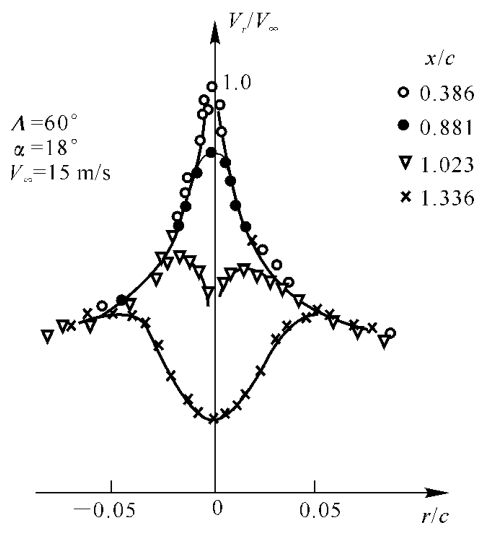 V_r/V_∞
1.0
x/c
0.386
0.881
1.023
1.336
Λ=60°
α=18°
V_∞=15 m/s
−0.05
0
0.05
r/c